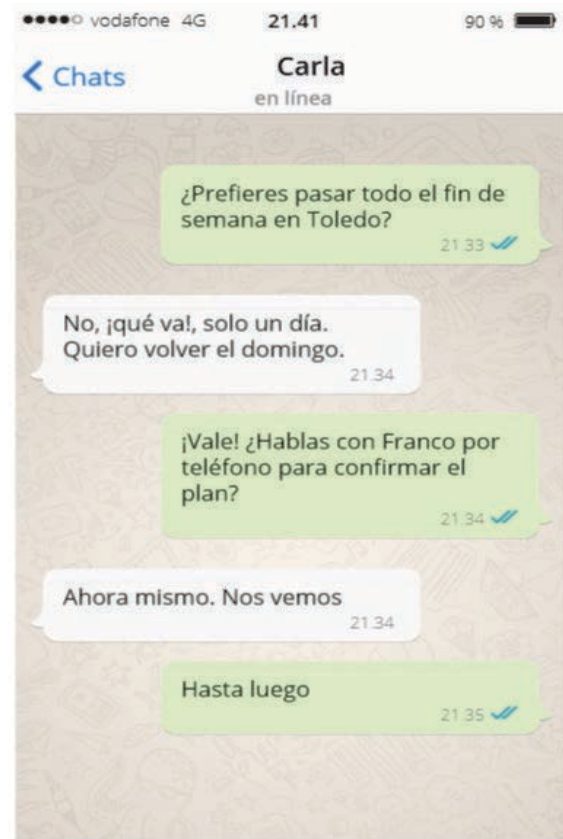 vodafone 4G 21.41 90 %
Chats Carla
en línea
¿Prefieres pasar todo el fin de
semana en Toledo?
21 33
No, ¡qué va!, solo un día.
Quiero volver el domingo.
21.34
¡Vale! ¿Hablas con Franco por
teléfono para confirmar el
plan?
21 34
Ahora mismo. Nos vemos
21 34
Hasta luego
21 35